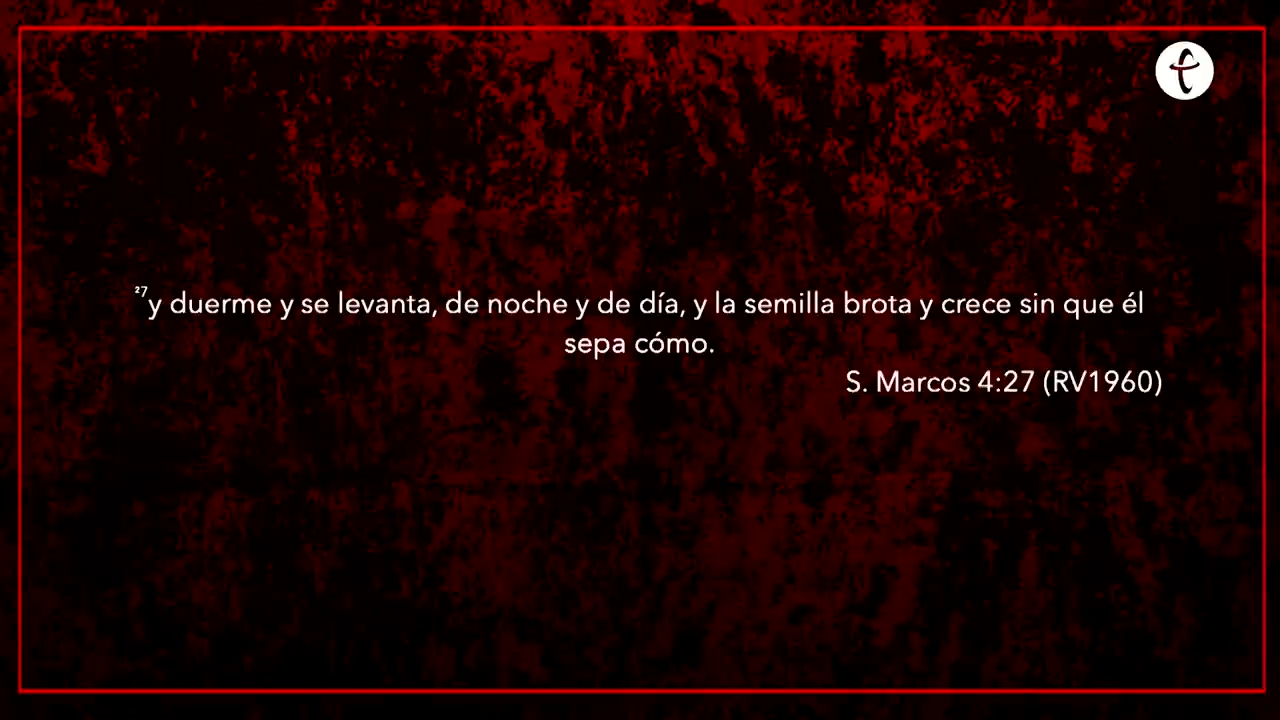 ²⁷y duerme y se levanta, de noche y de día, y la semilla brota y crece sin que él
sepa cómo.
S. Marcos 4:27 (RV1960)